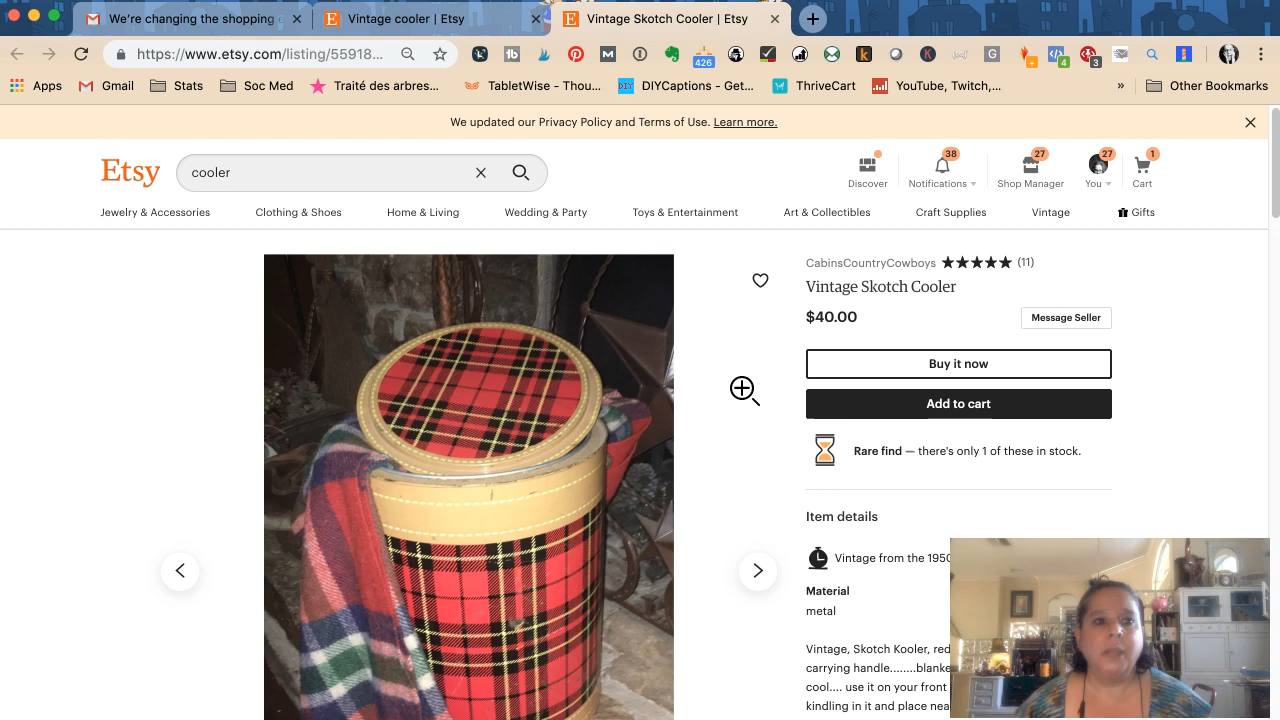 We're changing the shopping
Vintage cooler | Etsy
Vintage Skotch Cooler | Etsy
https://www.etsy.com/listing/55918...
426
4
3
Apps
Gmail
Stats
Soc Med
Traité des arbres...
TabletWise - Thou...
DIYCaptions - Get...
ThriveCart
YouTube, Twitch,...
»
Other Bookmarks
We updated our Privacy Policy and Terms of Use. Learn more.
Etsy
cooler
Discover
38
Notifications
27
Shop Manager
27
You
1
Cart
Jewelry & Accessories
Clothing & Shoes
Home & Living
Wedding & Party
Toys & Entertainment
Art & Collectibles
Craft Supplies
Vintage
Gifts
CabinsCountryCowboys ★★★★★ (11)
Vintage Skotch Cooler
$40.00
Message Seller
Buy it now
Add to cart
Rare find — there's only 1 of these in stock.
Item details
Vintage from the 1950
Material
metal
Vintage, Skotch Kooler, red
carrying handle........blanke
cool.... use it on your front
kindling in it and place nea